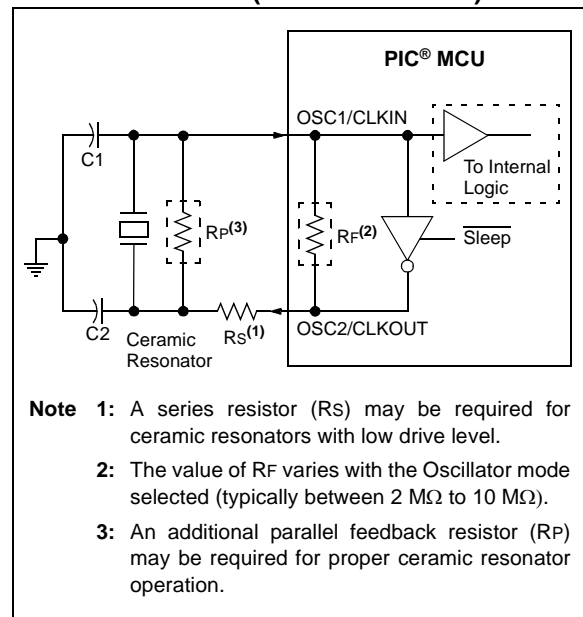 PIC® MCU
OSC1/CLKIN
C1
To Internal
Logic
RP(3)
RF(2)
Sleep
C2
Ceramic
Resonator
RS(1)
OSC2/CLKOUT
Note 1: A series resistor (RS) may be required for
ceramic resonators with low drive level.
2: The value of RF varies with the Oscillator mode
selected (typically between 2 MΩ to 10 MΩ).
3: An additional parallel feedback resistor (RP)
may be required for proper ceramic resonator
operation.